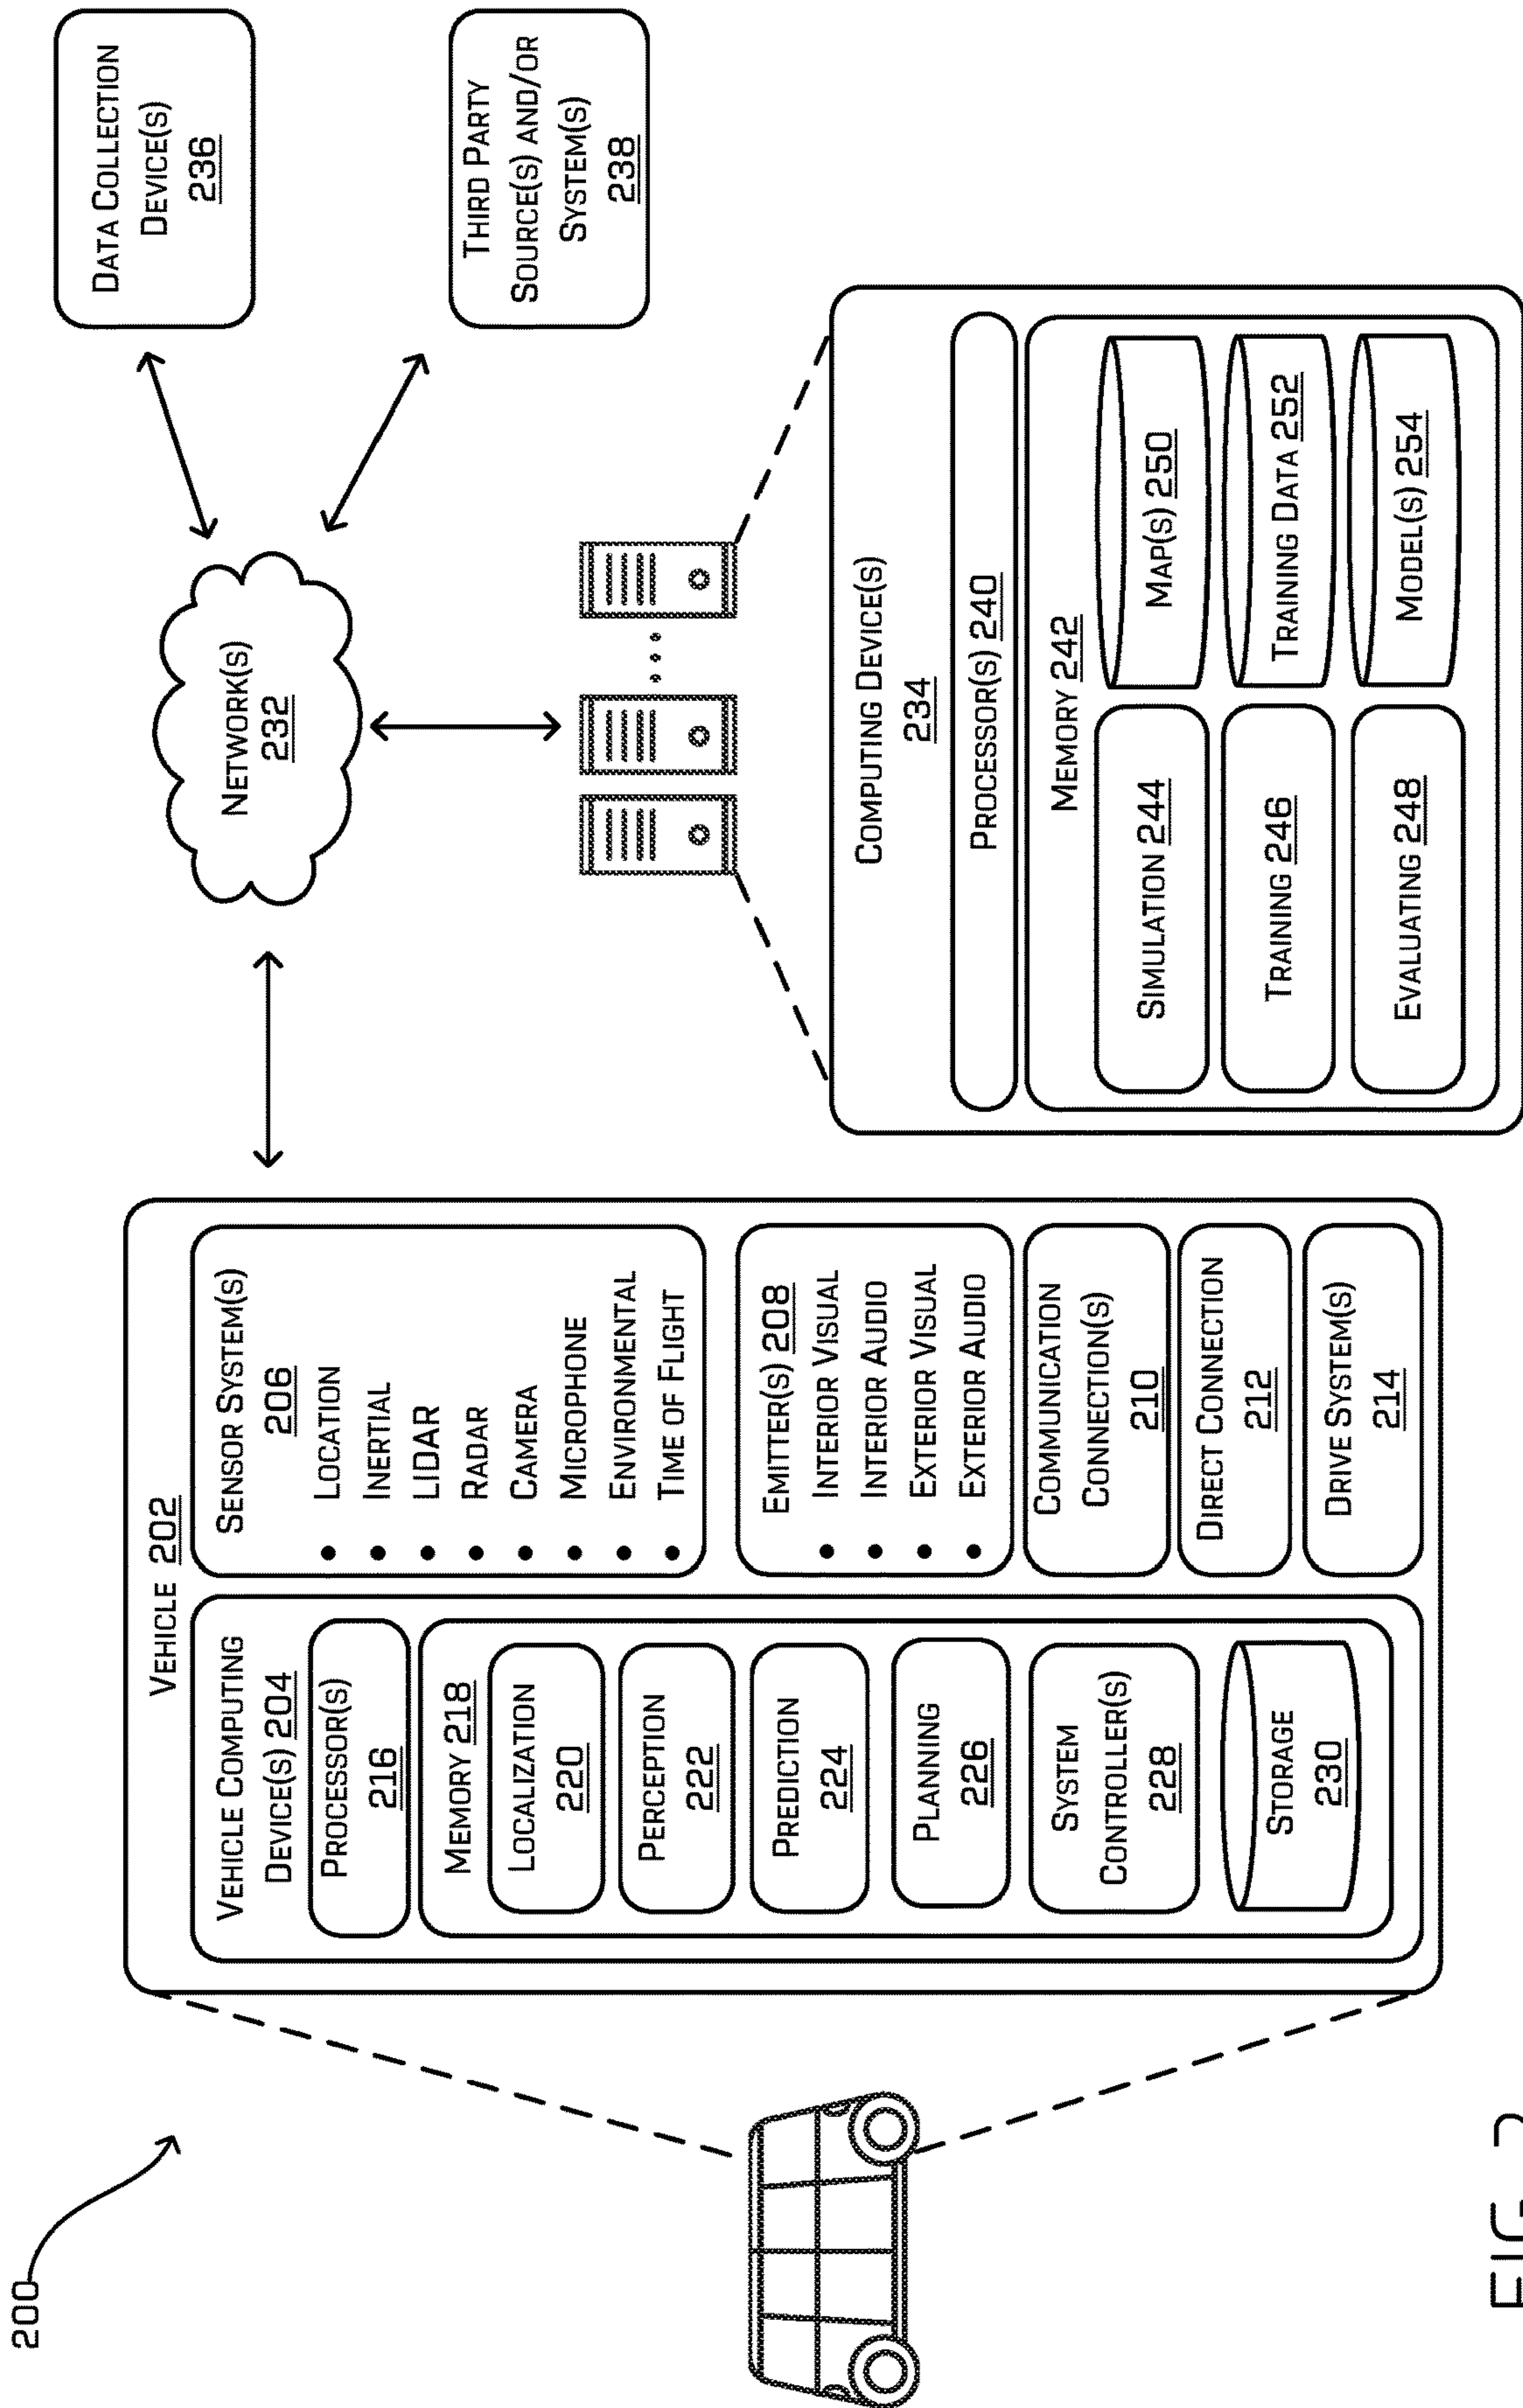 200
VEHICLE 202
VEHICLE COMPUTING
DEVICE(S) 204
PROCESSOR(S)
216
MEMORY 218
LOCALIZATION
220
PERCEPTION
222
PREDICTION
224
PLANNING
226
SYSTEM
CONTROLLER(S)
228
STORAGE
230
SENSOR SYSTEM(S)
206
• LOCATION
• INERTIAL
• LIDAR
• RADAR
• CAMERA
• MICROPHONE
• ENVIRONMENTAL
• TIME OF FLIGHT
EMITTER(S) 208
• INTERIOR VISUAL
• INTERIOR AUDIO
• EXTERIOR VISUAL
• EXTERIOR AUDIO
COMMUNICATION
CONNECTION(S)
210
DIRECT CONNECTION
212
DRIVE SYSTEM(S)
214
NETWORK(S)
232
DATA COLLECTION
DEVICE(S)
236
THIRD PARTY
SOURCE(S) AND/OR
SYSTEM(S)
238
COMPUTING DEVICE(S)
234
PROCESSOR(S) 240
MEMORY 242
SIMULATION 244
TRAINING 246
EVALUATING 248
MAP(S) 250
TRAINING DATA 252
MODEL(S) 254
FIG. 2